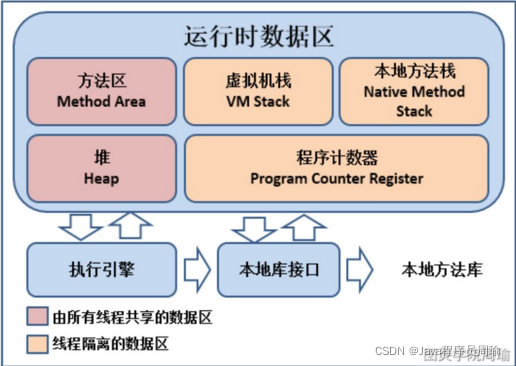 运行时数据区
方法区
Method Area
虚拟机栈
VM Stack
本地方法栈
Native Method
Stack
堆
Heap
程序计数器
Program Counter Register
执行引擎
本地库接口
本地方法库
由所有线程共享的数据区
线程隔离的数据区
CSDN @Java程序员周瑜